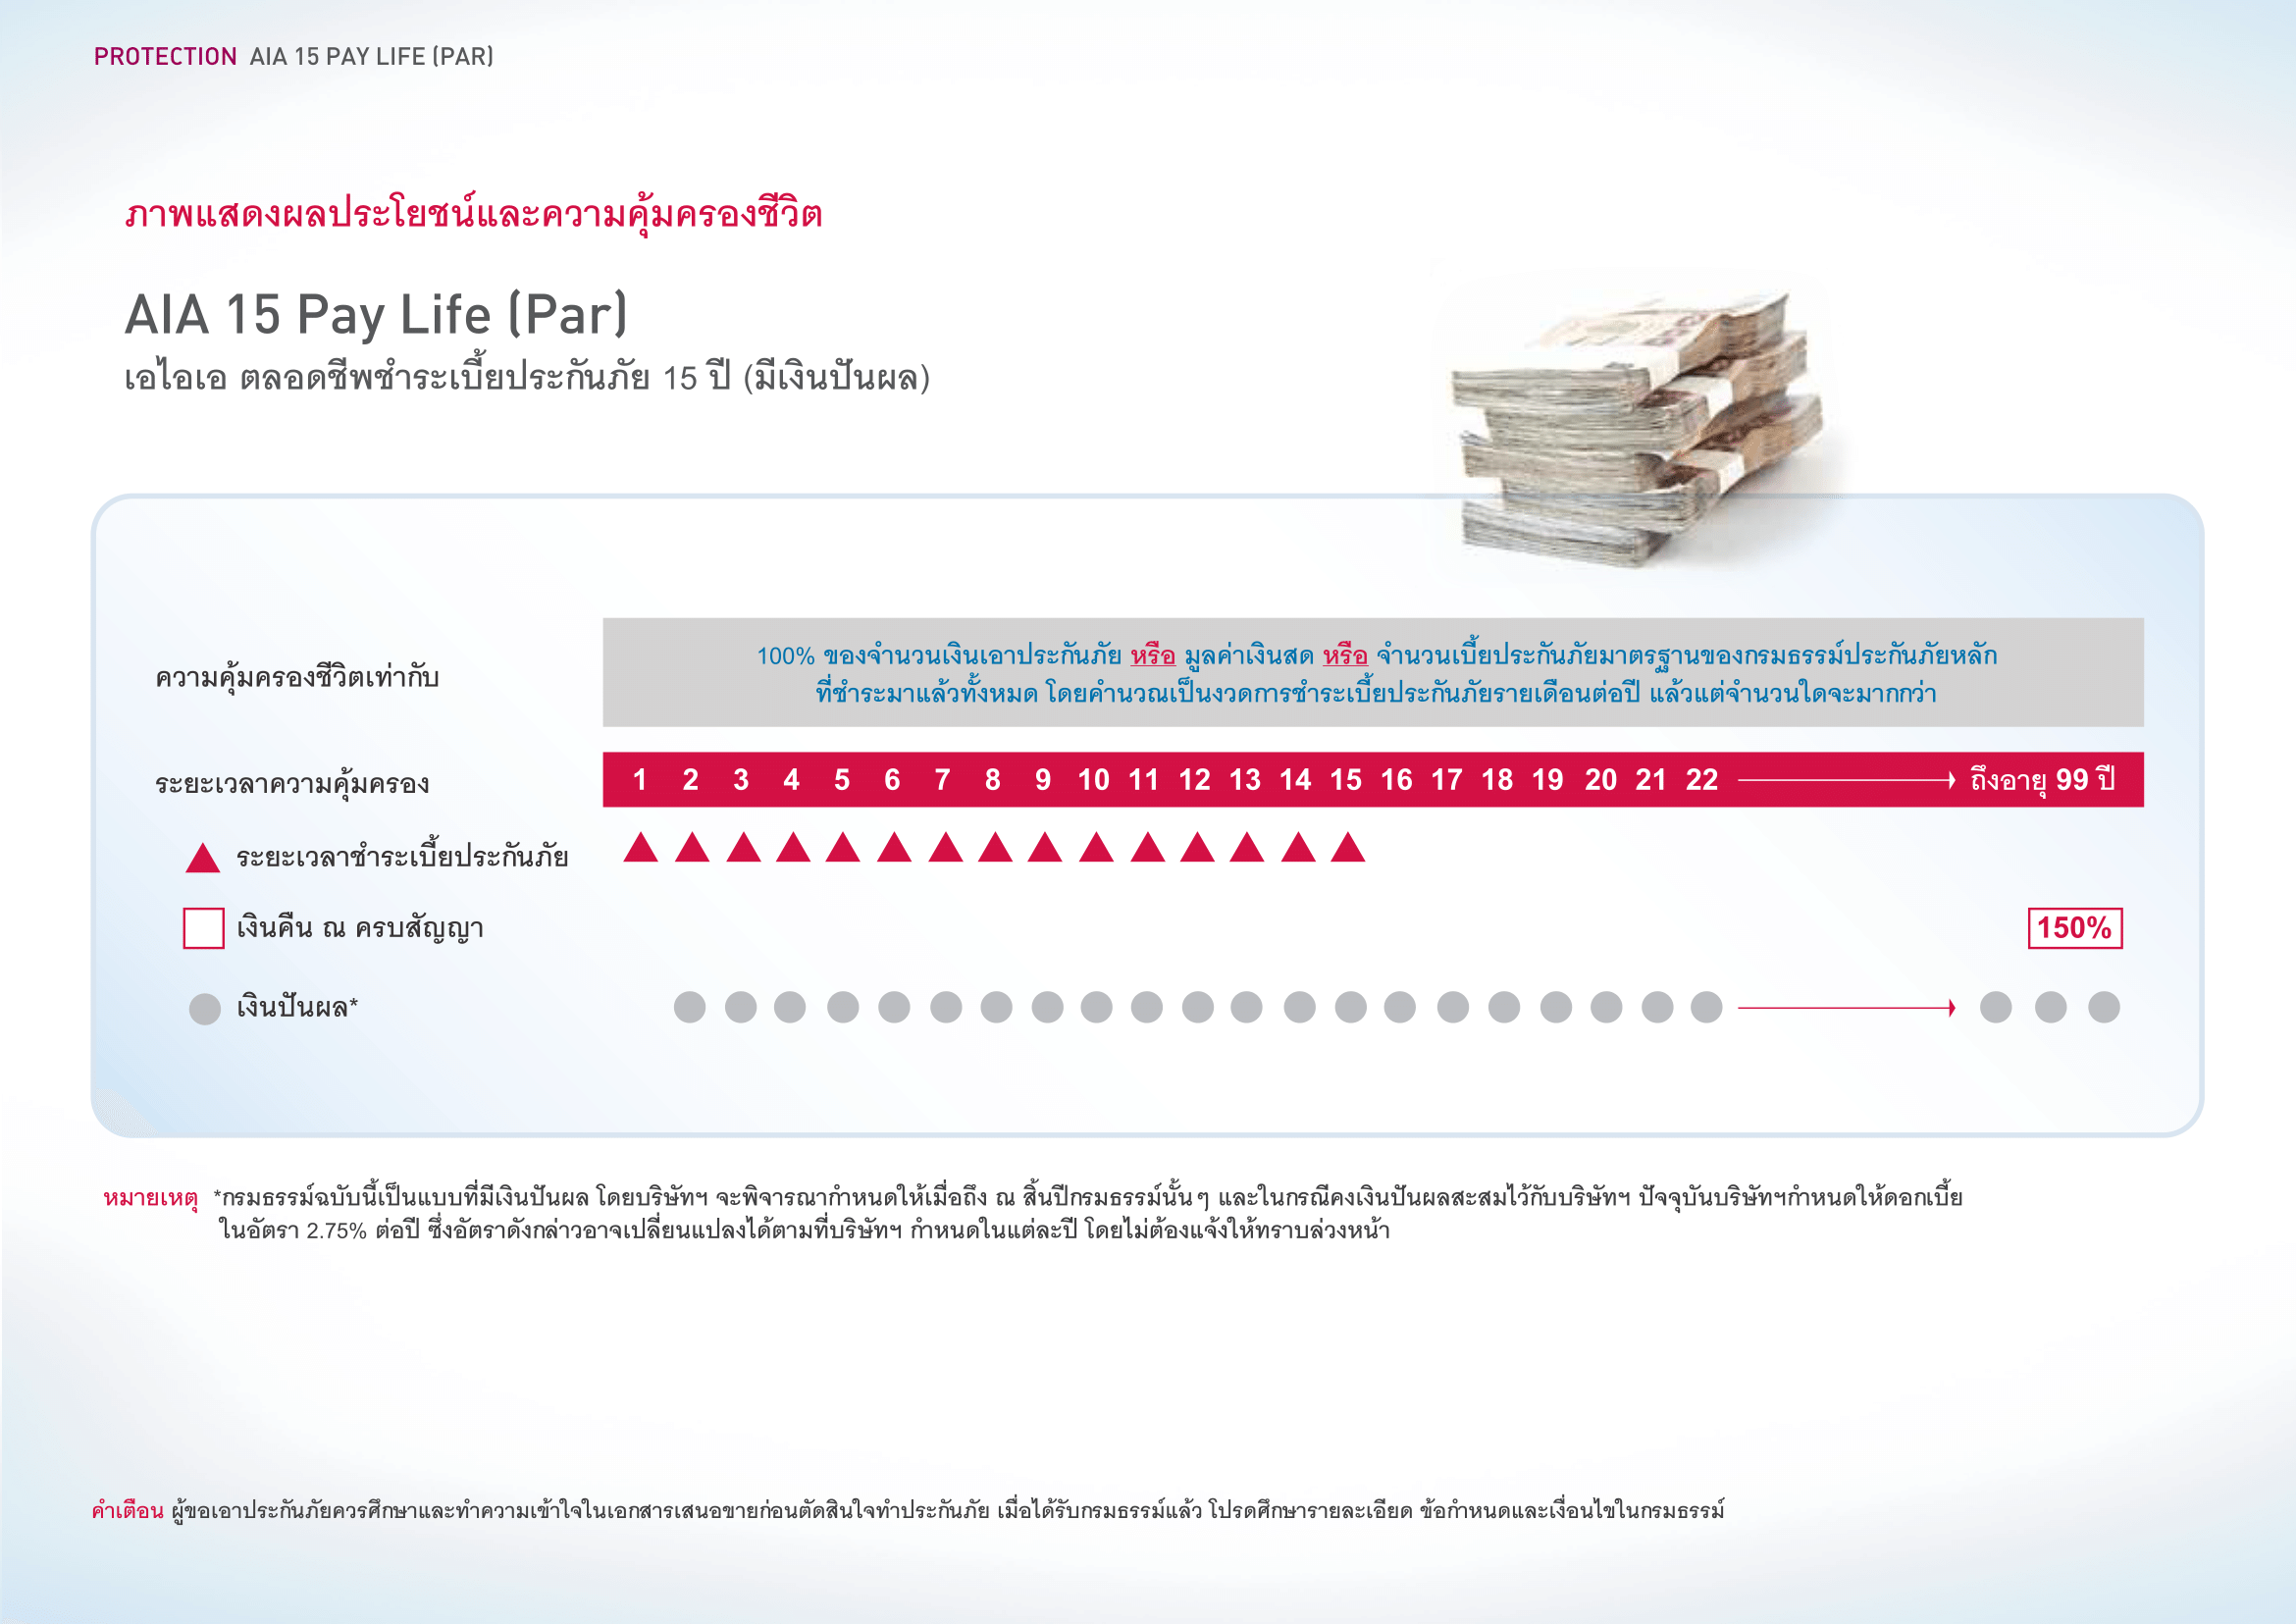 PROTECTION AIA 15 PAY LIFE (PAR)
ภาพแสดงผลประโยชน์และความคุ้มครองชีวิต
AIA 15 Pay Life (Par)
เอไอเอ ตลอดชีพชำระเบี้ยประกันภัย 15 ปี (มีเงินปันผล)
ความคุ้มครองชีวิตเท่ากับ
100% ของจำนวนเงินเอาประกันภัย หรือ มูลค่าเงินสด หรือ จำนวนเบี้ยประกันภัยมาตรฐานของกรมธรรม์ประกันภัยหลัก
ที่ชำระมาแล้วทั้งหมด โดยคำนวณเป็นงวดการชำระเบี้ยประกันภัยรายเดือนต่อปี แล้วแต่จำนวนใดจะมากกว่า
ระยะเวลาความคุ้มครอง 1 2 3 4 5 6 7 8 9 10 11 12 13 14 15 16 17 18 19 20 21 22 ถึงอายุ 99 ปี
ระยะเวลาชำระเบี้ยประกันภัย
เงินคืน ณ ครบสัญญา 150%
เงินปันผล*
หมายเหตุ *กรมธรรม์ฉบับนี้เป็นแบบที่มีเงินปันผล โดยบริษัทฯ จะพิจารณากำหนดให้เมื่อถึง ณ สิ้นปีกรมธรรม์นั้นๆ และในกรณีคงเงินปันผลสะสมไว้กับบริษัทฯ ปัจจุบันบริษัทฯกำหนดให้ดอกเบี้ย
ในอัตรา 2.75% ต่อปี ซึ่งอัตราดังกล่าวอาจเปลี่ยนแปลงได้ตามที่บริษัทฯ กำหนดในแต่ละปี โดยไม่ต้องแจ้งให้ทราบล่วงหน้า
คำเตือน ผู้ขอเอาประกันภัยควรศึกษาและทำความเข้าใจในเอกสารเสนอขายก่อนตัดสินใจทำประกันภัย เมื่อได้รับกรมธรรม์แล้ว โปรดศึกษารายละเอียด ข้อกำหนดและเงื่อนไขในกรมธรรม์